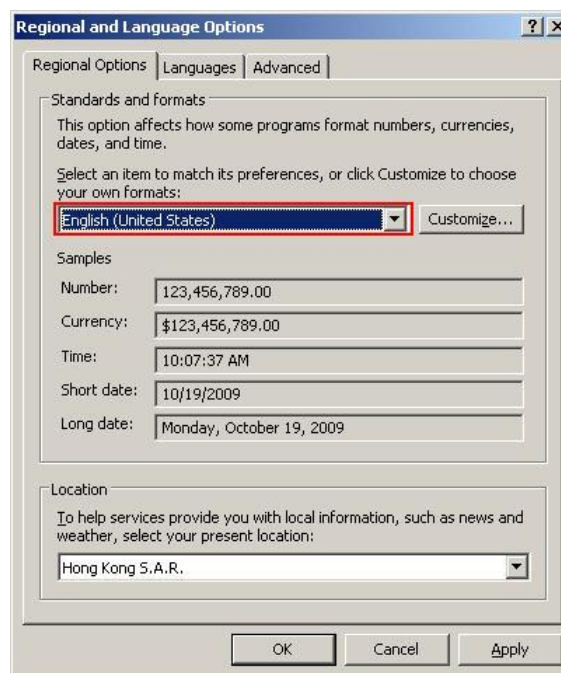 Regional and Language Options
Regional Options Languages Advanced
Standards and formats
This option affects how some programs format numbers, currencies,
dates, and time.
Select an item to match its preferences, or click Customize to choose
your own formats:
English (United States) Customize...
Samples
Number: 123,456,789.00
Currency: $123,456,789.00
Time: 10:07:37 AM
Short date: 10/19/2009
Long date: Monday, October 19, 2009
Location
To help services provide you with local information, such as news and
weather, select your present location:
Hong Kong S.A.R.
OK Cancel Apply